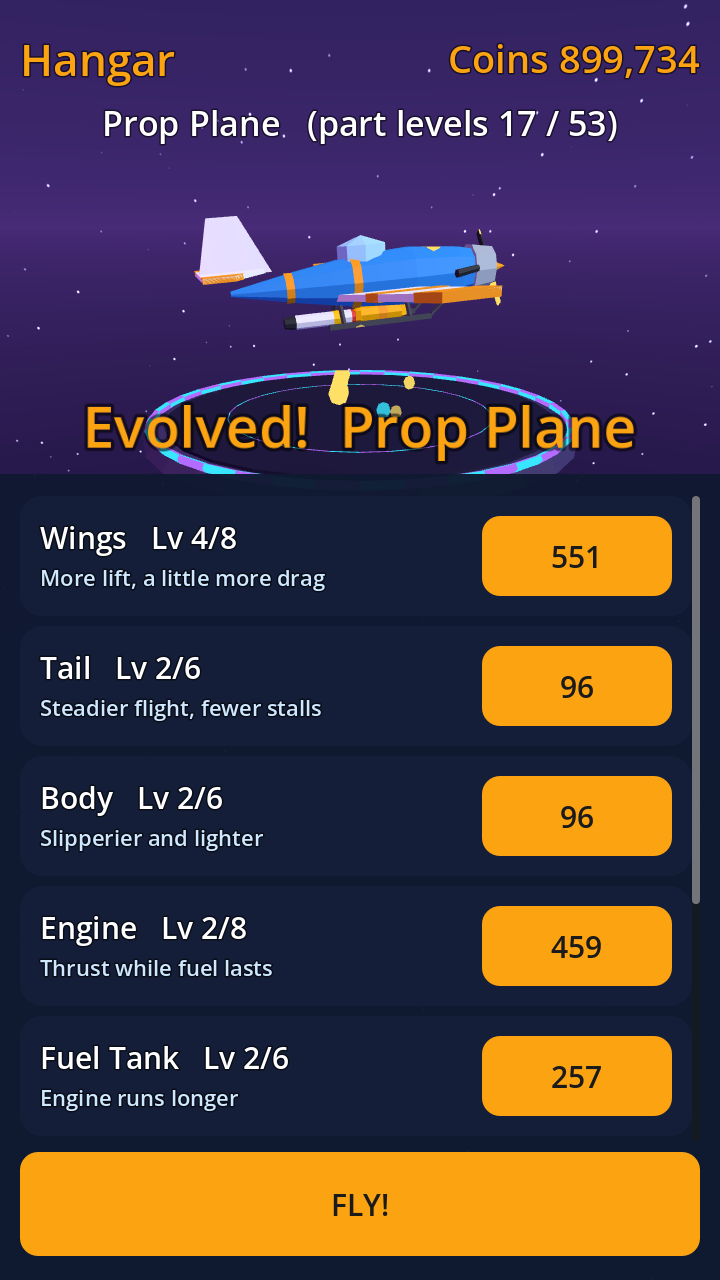 Hangar
Coins 899,734
Prop Plane (part levels 17 / 53)
Evolved! Prop Plane
Wings Lv 4/8
More lift, a little more drag
551
Tail Lv 2/6
Steadier flight, fewer stalls
96
Body Lv 2/6
Slipperier and lighter
96
Engine Lv 2/8
Thrust while fuel lasts
459
Fuel Tank Lv 2/6
Engine runs longer
257
FLY!